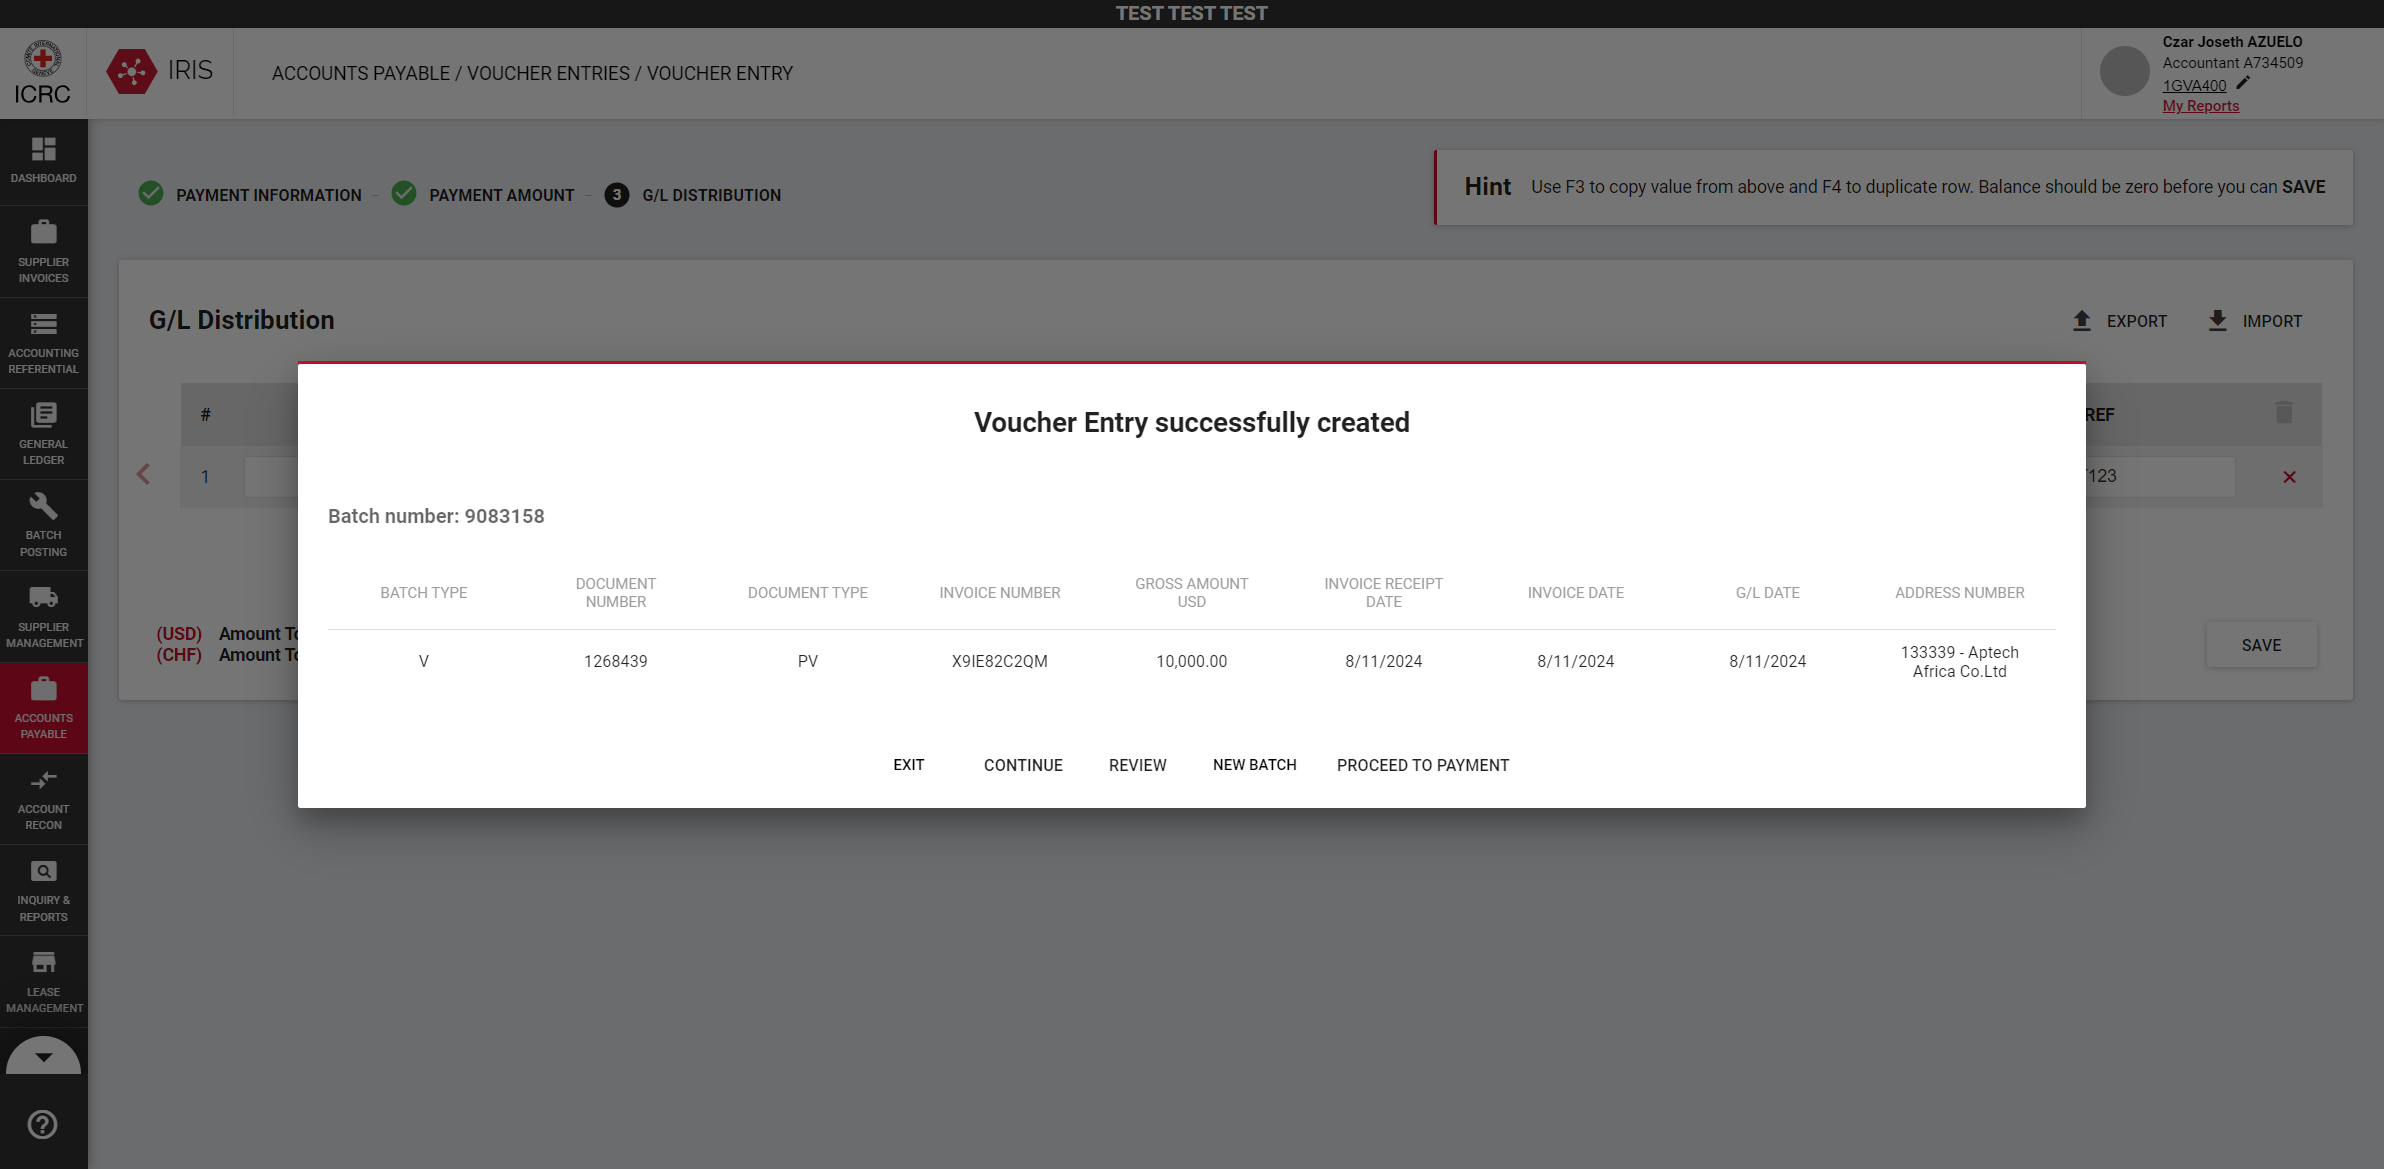 TEST TEST TEST
ICRC
IRIS
ACCOUNTS PAYABLE / VOUCHER ENTRIES / VOUCHER ENTRY
Czar Joseth AZUELO
Accountant A734509
1GVA400
My Reports
DASHBOARD
SUPPLIER
INVOICES
ACCOUNTING
REFERENTIAL
GENERAL
LEDGER
BATCH
POSTING
SUPPLIER
MANAGEMENT
ACCOUNTS
PAYABLE
ACCOUNT
RECON
INQUIRY &
REPORTS
LEASE
MANAGEMENT
PAYMENT INFORMATION
PAYMENT AMOUNT
3 G/L DISTRIBUTION
Hint Use F3 to copy value from above and F4 to duplicate row. Balance should be zero before you can SAVE
G/L Distribution
EXPORT IMPORT
# REF
1 123
(USD) Amount To
(CHF) Amount To
SAVE
Voucher Entry successfully created
Batch number: 9083158
BATCH TYPE
DOCUMENT
NUMBER
DOCUMENT TYPE
INVOICE NUMBER
GROSS AMOUNT
USD
INVOICE RECEIPT
DATE
INVOICE DATE
G/L DATE
ADDRESS NUMBER
V
1268439
PV
X9IE82C2QM
10,000.00
8/11/2024
8/11/2024
8/11/2024
133339 - Aptech
Africa Co.Ltd
EXIT CONTINUE REVIEW NEW BATCH PROCEED TO PAYMENT